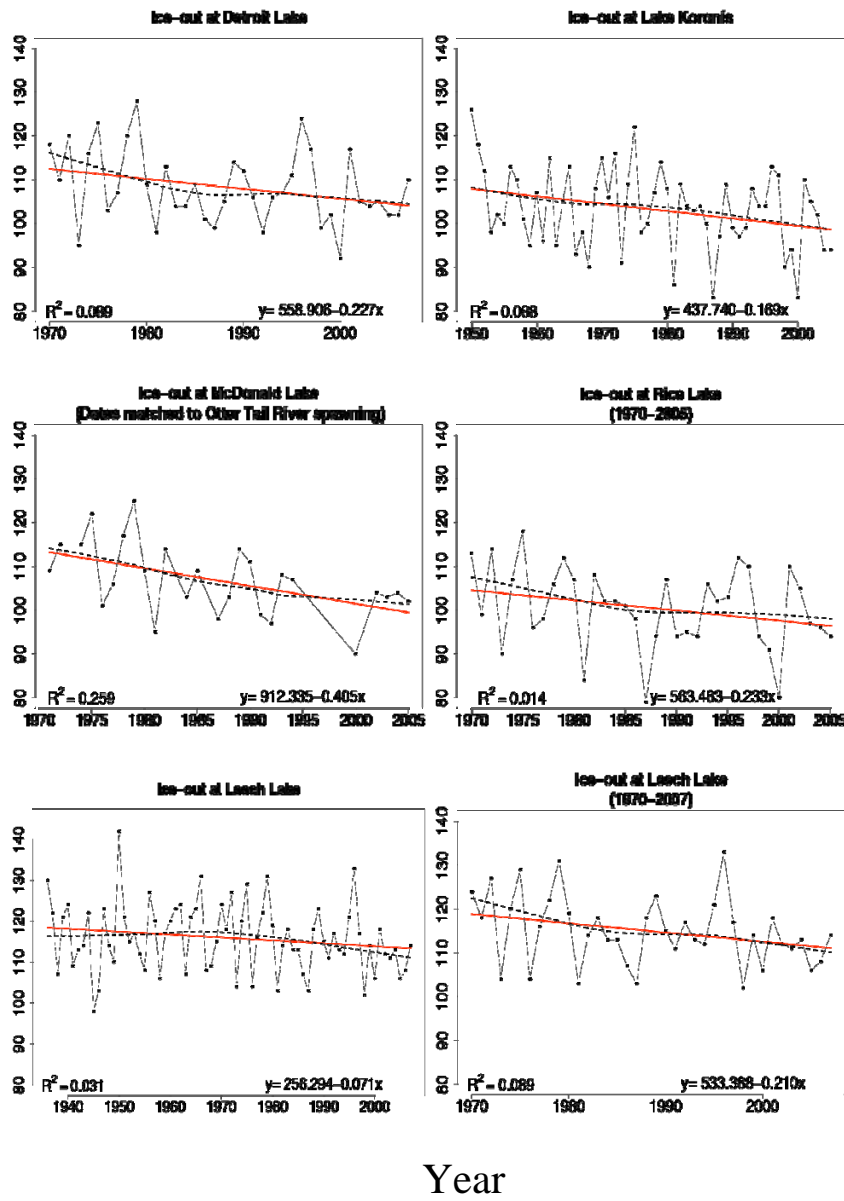 Ice-out at Detroit Lake
140
130
120
110
100
90
80
R² = 0.089
y= 558.906-0.227x
1970 1980 1990 2000
Ice-out at Lake Koronis
140
130
120
110
100
90
80
R² = 0.088
y= 437.740-0.169x
1950 1960 1970 1980 1990 2000
Ice-out at McDonald Lake
(Dates matched to Otter Tail River spawning)
140
130
120
110
100
90
80
R² = 0.259
y= 912.335-0.405x
1970 1975 1980 1985 1990 1995 2000 2005
Ice-out at Rice Lake
(1970-2005)
140
130
120
110
100
90
80
R² = 0.014
y= 563.483-0.233x
1970 1975 1980 1985 1990 1995 2000 2005
Ice-out at Leech Lake
140
130
120
110
100
90
80
R² = 0.031
y= 256.294-0.071x
1940 1950 1960 1970 1980 1990 2000
Ice-out at Leech Lake
(1970-2007)
140
130
120
110
100
90
80
R² = 0.089
y= 533.368-0.210x
1970 1980 1990 2000
Year